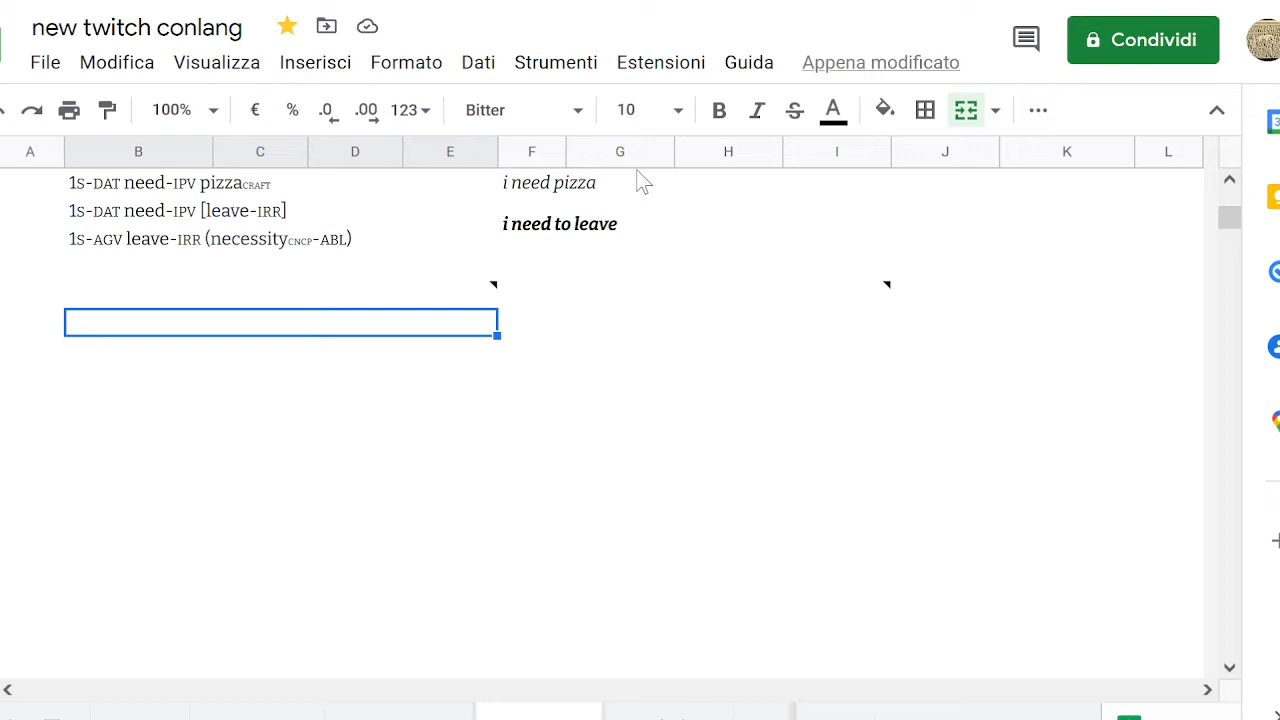 new twitch conlang
File Modifica Visualizza Inserisci Formato Dati Strumenti Estensioni Guida Appena modificato
Condividi
100% € % .0 .00 123 Bitter 10 B I S A
A B C D E F G H I J K L
1S-DAT need-IPV pizzaCRAFT i need pizza
1S-DAT need-IPV [leave-IRR]
i need to leave
1S-AGV leave-IRR (necessityCNCP-ABL)